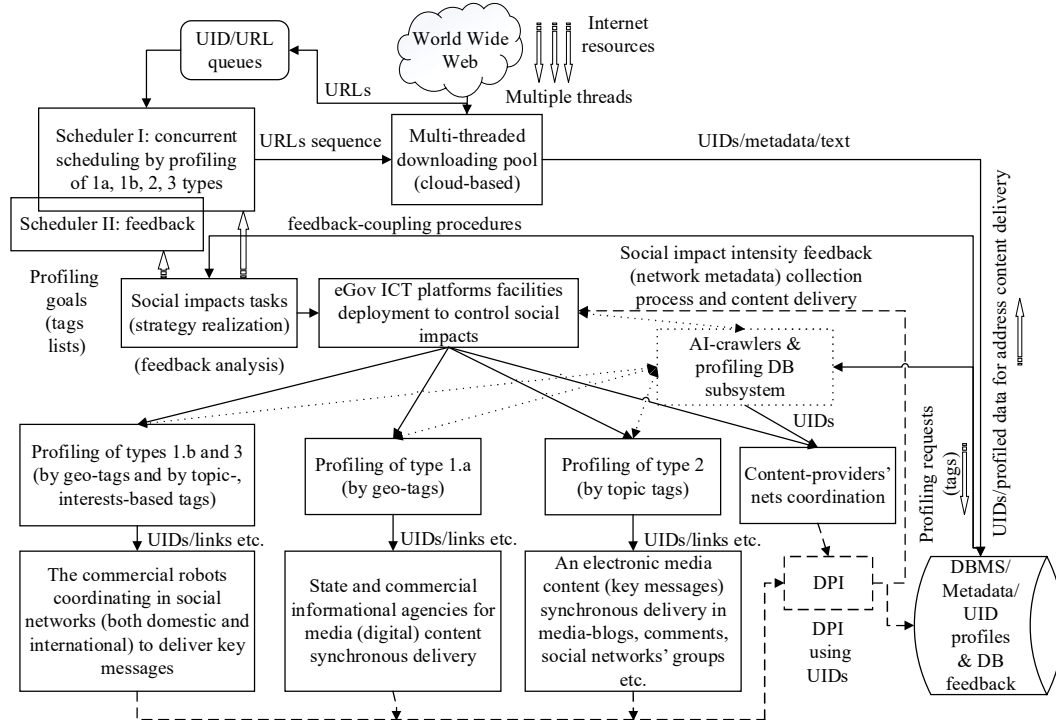 UID/URL
queues
World Wide
Web
Internet
resources
URLs
Multiple threads
Scheduler I: concurrent
scheduling by profiling
of 1a, 1b, 2, 3 types
URLs sequence
Multi-threaded
downloading pool
(cloud-based)
UIDs/metadata/text
Scheduler II: feedback
feedback-coupling procedures
Profiling
goals
(tags
lists)
Social impacts tasks
(strategy realization)
(feedback analysis)
eGov ICT platforms facilities
deployment to control social
impacts
Social impact intensity feedback
(network metadata) collection
process and content delivery
AI-crawlers &
profiling DB
subsystem
UIDs
UIDs/profiled data for address content delivery
Profiling requests
(tags)
Profiling of types 1.b and 3
(by geo-tags and by topic-,
interests-based tags)
Profiling of type 1.a
(by geo-tags)
Profiling of type 2
(by topic tags)
Content-providers’
nets coordination
UIDs/links etc.
UIDs/links etc.
UIDs/links etc.
The commercial robots
coordinating in social
networks (both domestic and
international) to deliver key
messages
State and commercial
informational agencies for
media (digital) content
synchronous delivery
An electronic media
content (key messages)
synchronous delivery in
media-blogs, comments,
social networks’ groups
etc.
DPI
DPI
using
UIDs
DBMS/
Metadata/
UID
profiles
& DB
feedback